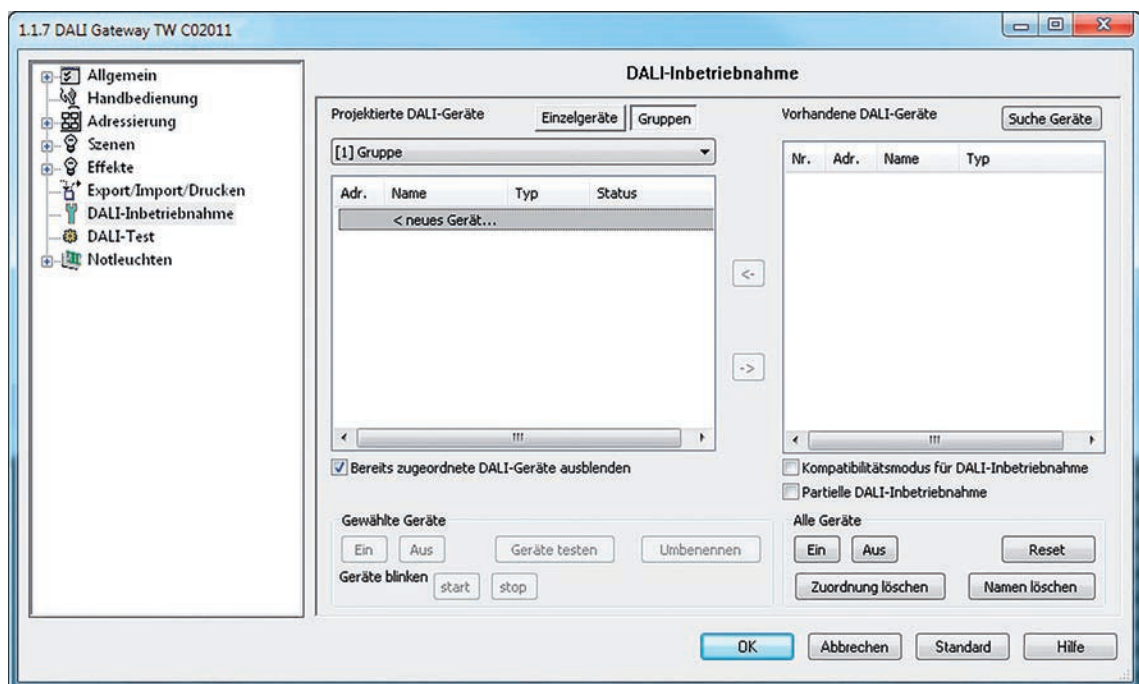 1.1.7 DALI Gateway TW C02011
Allgemein
Handbedienung
Adressierung
Szenen
Effekte
Export/Import/Drucken
DALI-Inbetriebnahme
DALI-Test
Notleuchten
DALI-Inbetriebnahme
Projektierte DALI-Geräte
Einzelgeräte
Gruppen
[1] Gruppe
Adr. Name Typ Status
< neues Gerät...
Bereits zugeordnete DALI-Geräte ausblenden
<-
->
Vorhandene DALI-Geräte
Suche Geräte
Nr. Adr. Name Typ
Kompatibilitätsmodus für DALI-Inbetriebnahme
Partielle DALI-Inbetriebnahme
Gewählte Geräte
Ein Aus Geräte testen Umbenennen
Geräte blinken start stop
Alle Geräte
Ein Aus Reset
Zuordnung löschen Namen löschen
OK Abbrechen Standard Hilfe